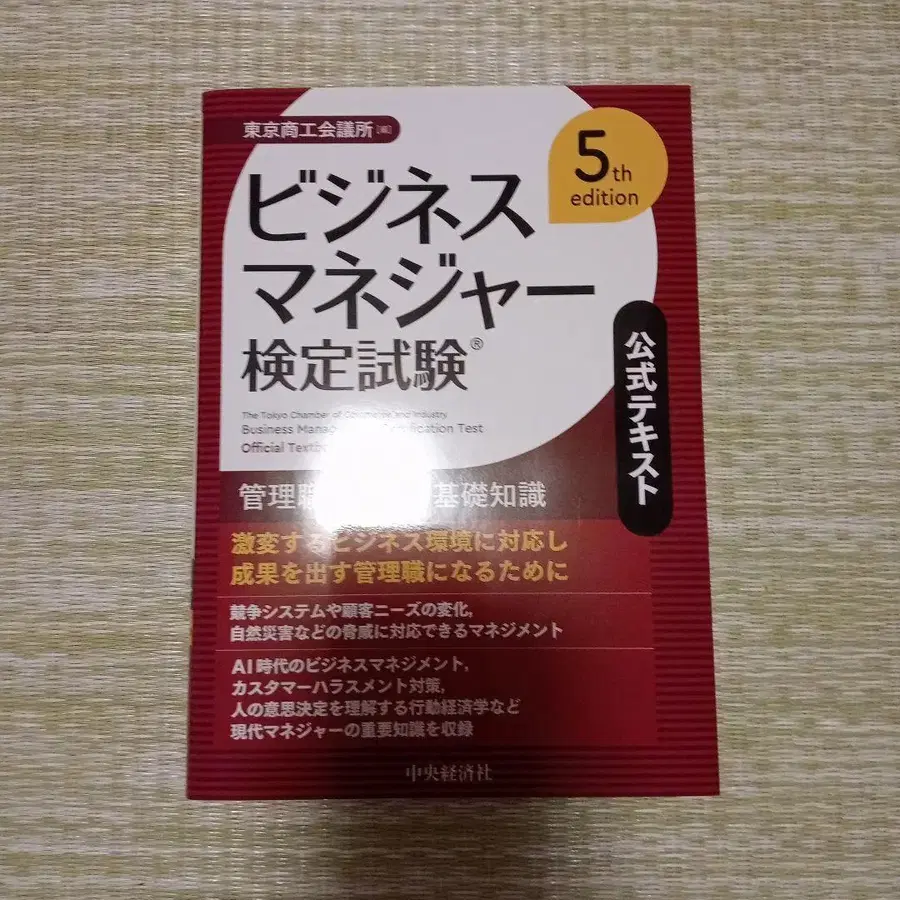 東京商工会議所[編]
5th
edition
ビジネス
マネジャー
検定試験®
公式テキスト
The Tokyo Chamber of Commerce and Industry
Business Mana Certification Test
Official Textb
管理職 基礎知識
激変するビジネス環境に対応し
成果を出す管理職になるために
競争システムや顧客ニーズの変化,
自然災害などの脅威に対応できるマネジメント
AI時代のビジネスマネジメント,
カスタマーハラスメント対策,
人の意思決定を理解する行動経済学など
現代マネジャーの重要知識を収録
中央経済社